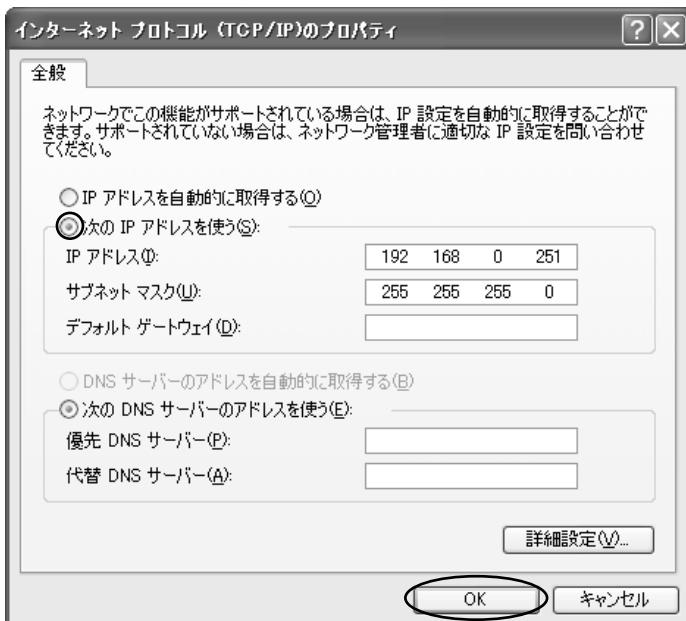 インターネット プロトコル (TCP/IP)のプロパティ
全般
ネットワークでこの機能がサポートされている場合は、IP 設定を自動的に取得することがで
きます。サポートされていない場合は、ネットワーク管理者に適切な IP 設定を問い合わせ
てください。
IP アドレスを自動的に取得する(O)
次の IP アドレスを使う(S):
IP アドレス(I): 192 168 0 251
サブネット マスク(U): 255 255 255 0
デフォルト ゲートウェイ(D):
DNS サーバーのアドレスを自動的に取得する(B)
次の DNS サーバーのアドレスを使う(E):
優先 DNS サーバー(P):
代替 DNS サーバー(A):
詳細設定(V)...
OK キャンセル